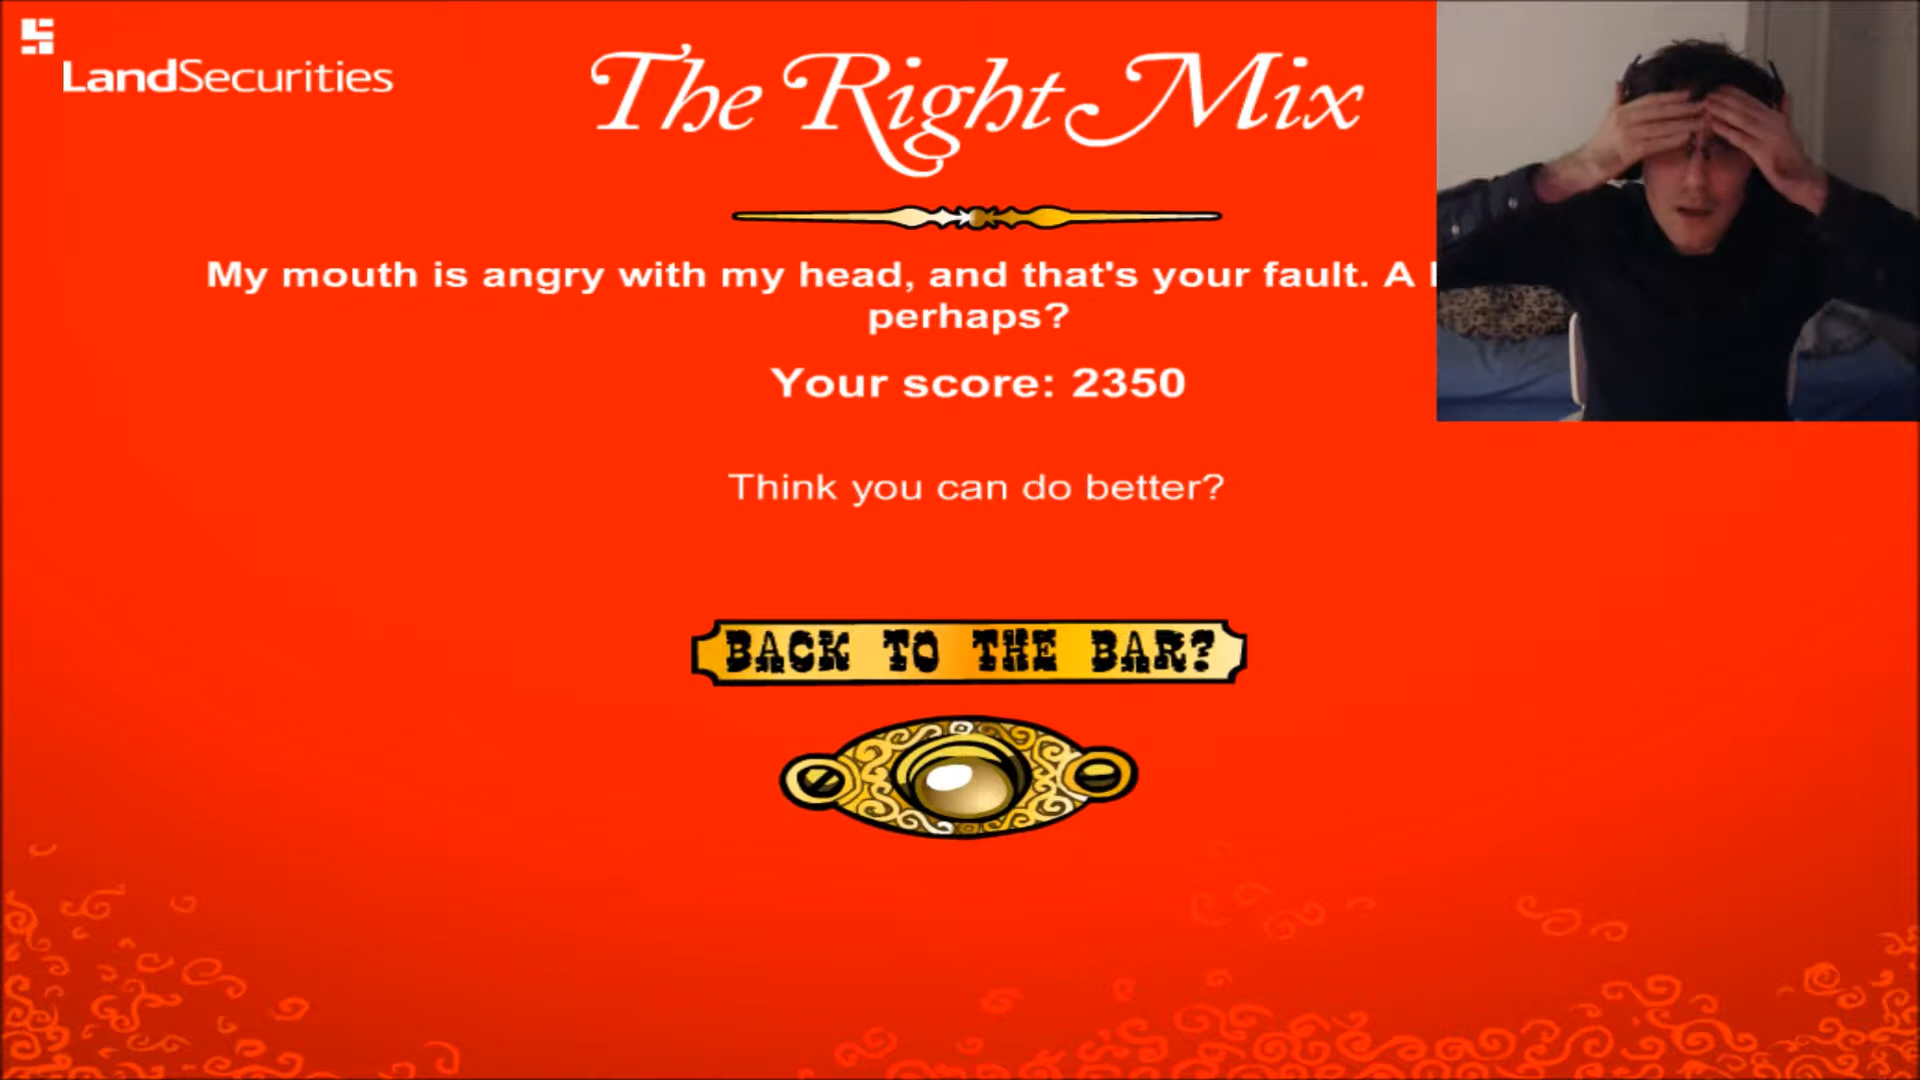 LandSecurities
The Right Mix
My mouth is angry with my head, and that's your fault. A
perhaps?
Your score: 2350
Think you can do better?
BACK TO THE BAR?